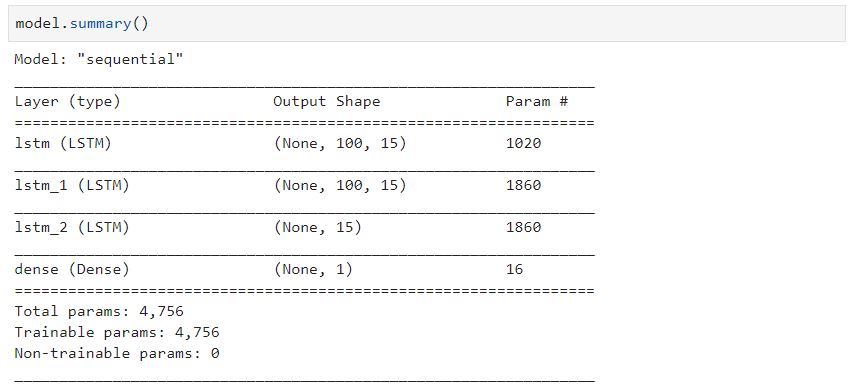 model.summary()
Model: "sequential"
Layer (type) Output Shape Param #
lstm (LSTM) (None, 100, 15) 1020
lstm_1 (LSTM) (None, 100, 15) 1860
lstm_2 (LSTM) (None, 15) 1860
dense (Dense) (None, 1) 16
Total params: 4,756
Trainable params: 4,756
Non-trainable params: 0